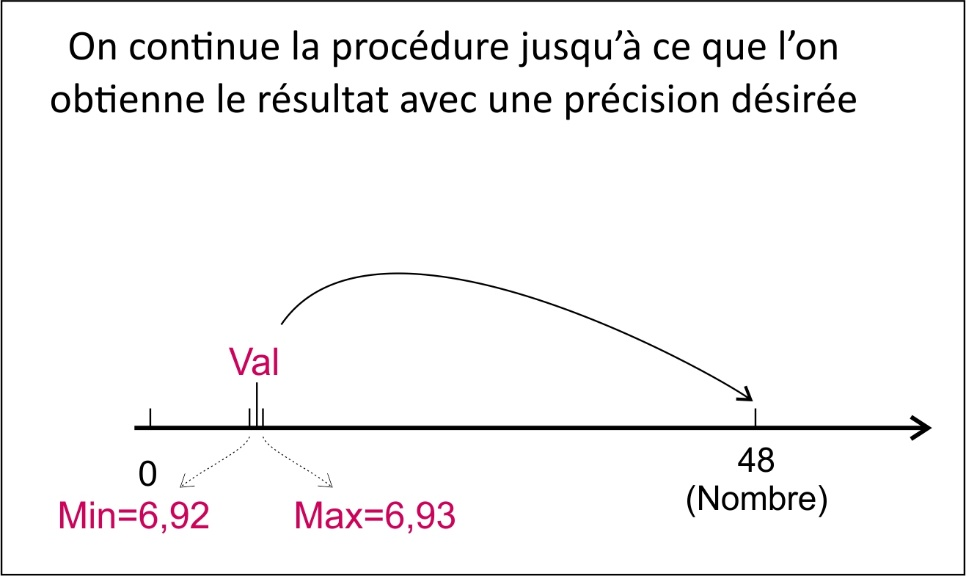 On continue la procédure jusqu’à ce que l’on
obtienne le résultat avec une précision désirée
Val
0
48
(Nombre)
Min=6,92
Max=6,93